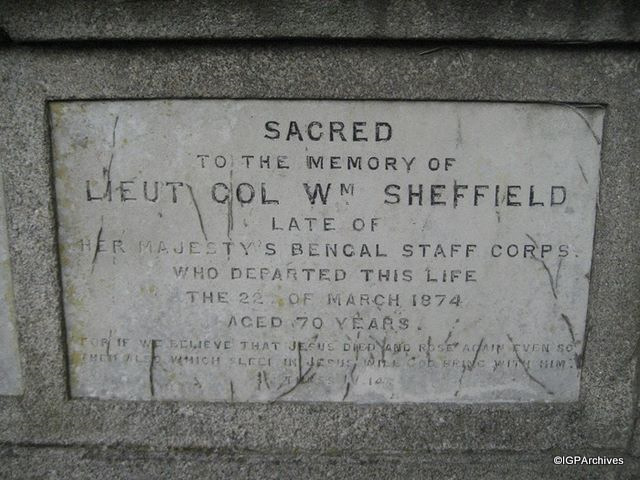 SACRED
TO THE MEMORY OF
LIEUT COL WM SHEFFIELD
LATE OF
HER MAJESTY'S BENGAL STAFF CORPS.
WHO DEPARTED THIS LIFE
THE 22 OF MARCH 1874
AGED 70 YEARS.
FOR IF WE BELIEVE THAT JESUS DIED AND ROSE AGAIN EVEN SO
THEM ALSO WHICH SLEEP IN JESUS WILL GOD BRING WITH HIM.
©IGPArchives